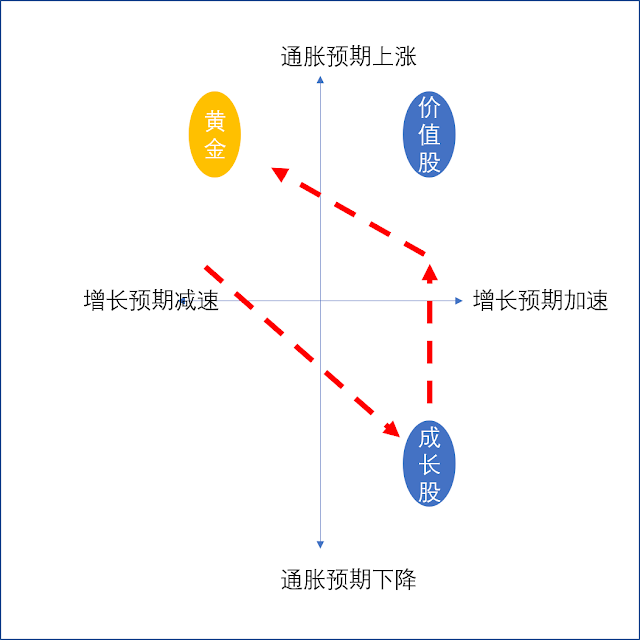 通胀预期上涨
黄金
价值股
增长预期减速
增长预期加速
成长股
通胀预期下降